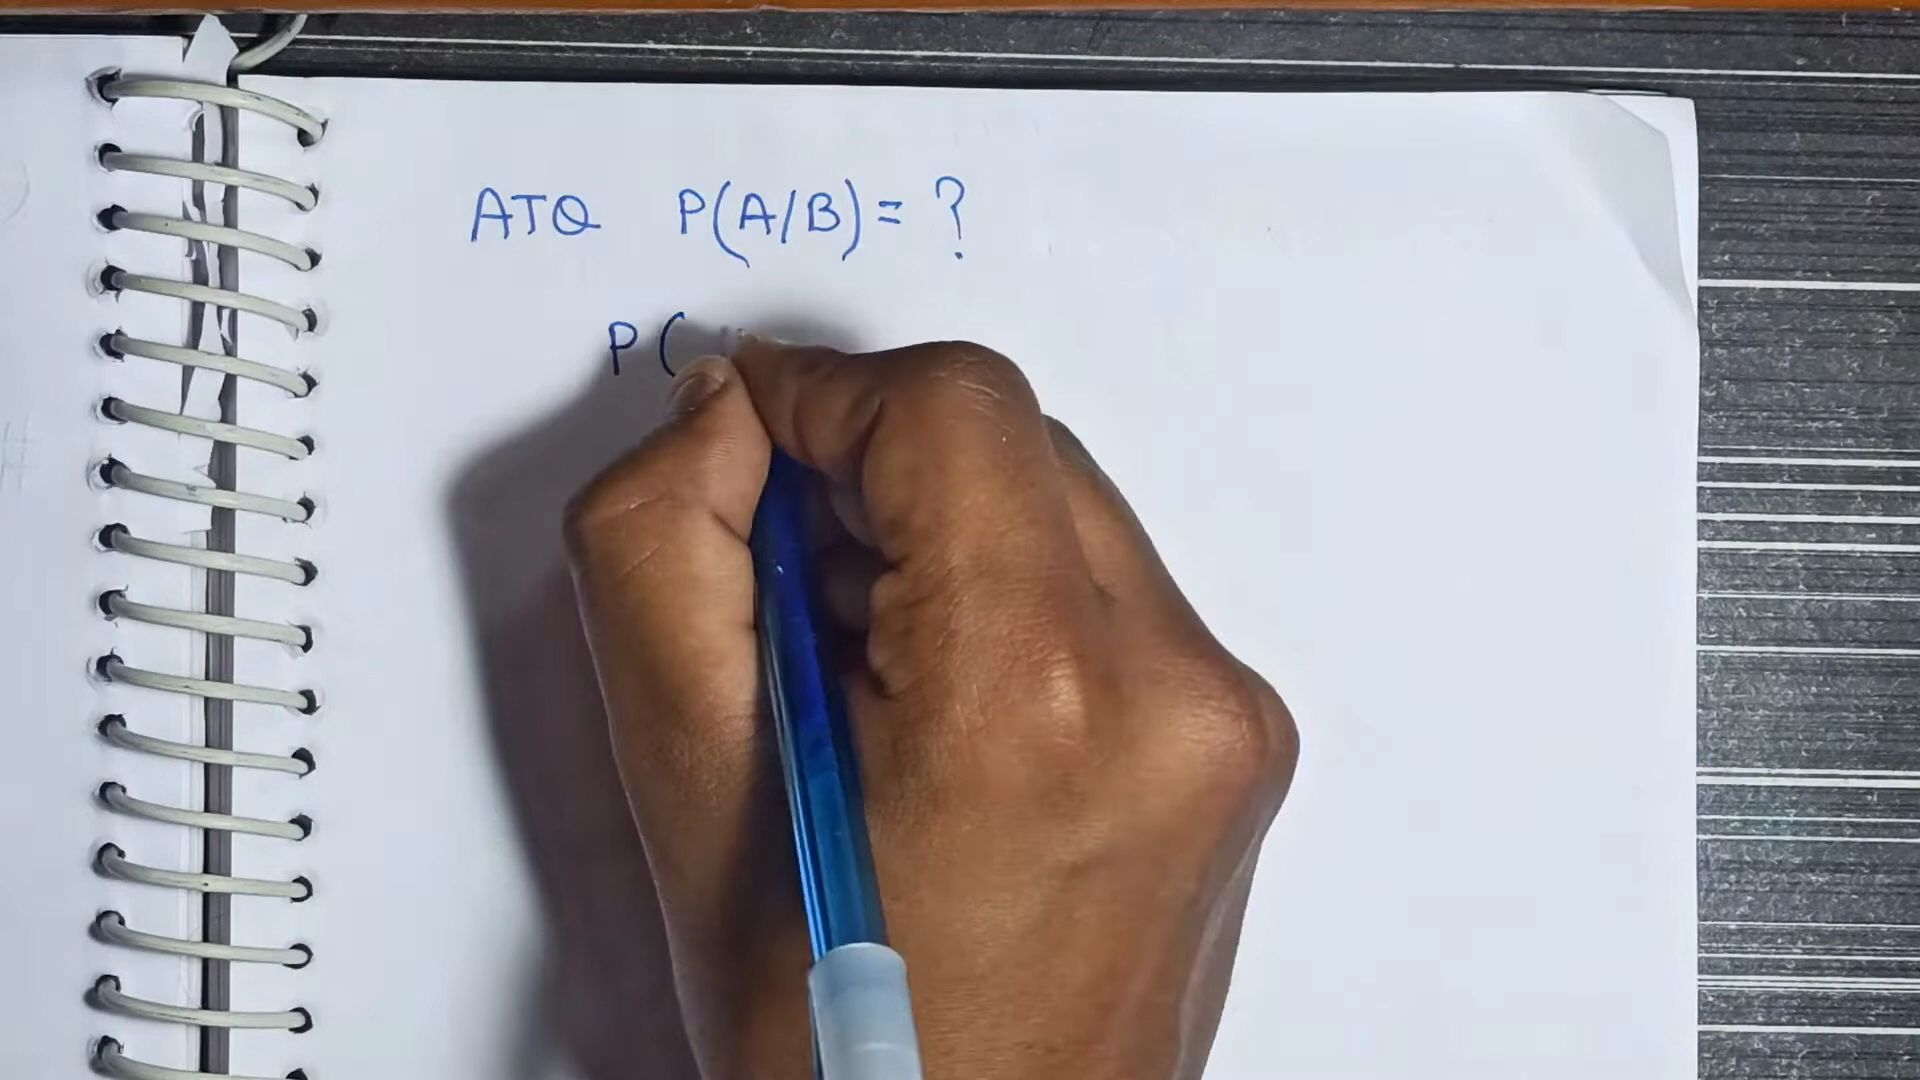 ATQ P(A/B) = ?
P(